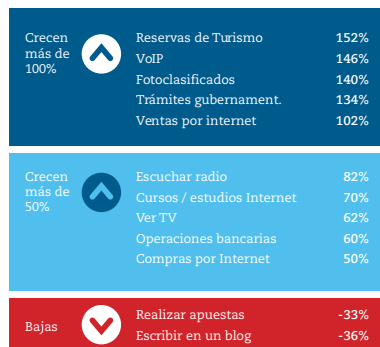 Crecen
más de
100%
Reservas de Turismo 152%
VoIP 146%
Fotoclasificados 140%
Trámites gubernament. 134%
Ventas por internet 102%
Crecen
más de
50%
Escuchar radio 82%
Cursos / estudios Internet 70%
Ver TV 62%
Operaciones bancarias 60%
Compras por Internet 50%
Bajas
Realizar apuestas -33%
Escribir en un blog -36%